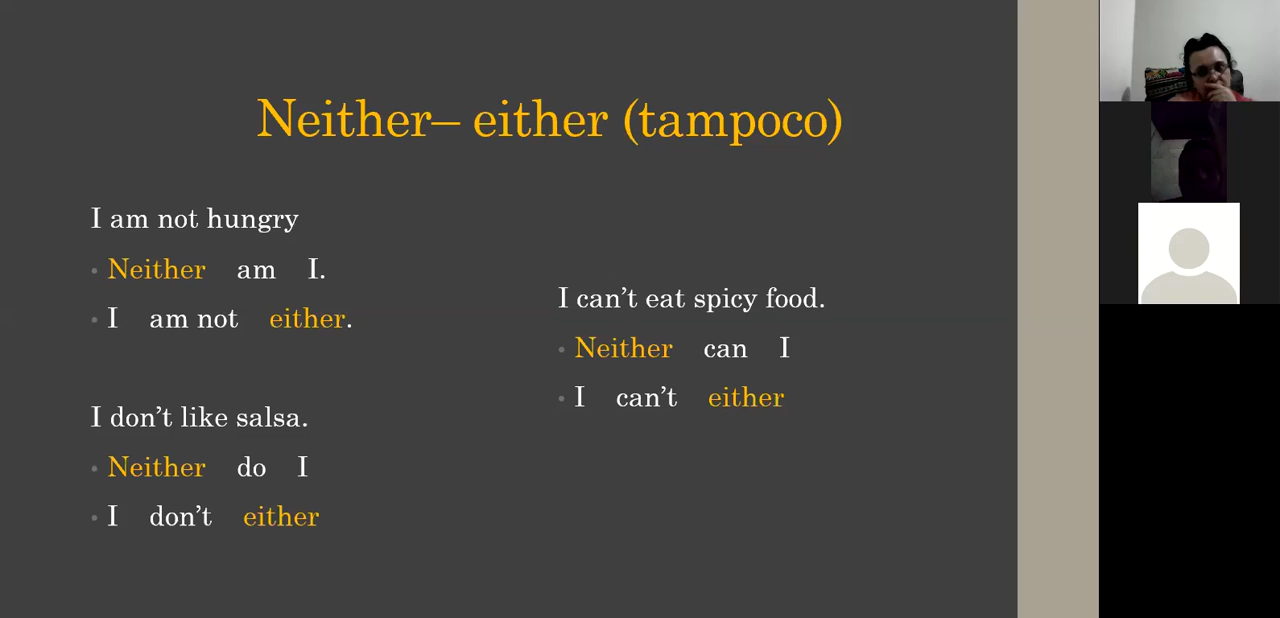 Neither– either (tampoco)
I am not hungry
• Neither am I.
• I am not either.
I don’t like salsa.
• Neither do I
• I don’t either
I can’t eat spicy food.
• Neither can I
• I can’t either